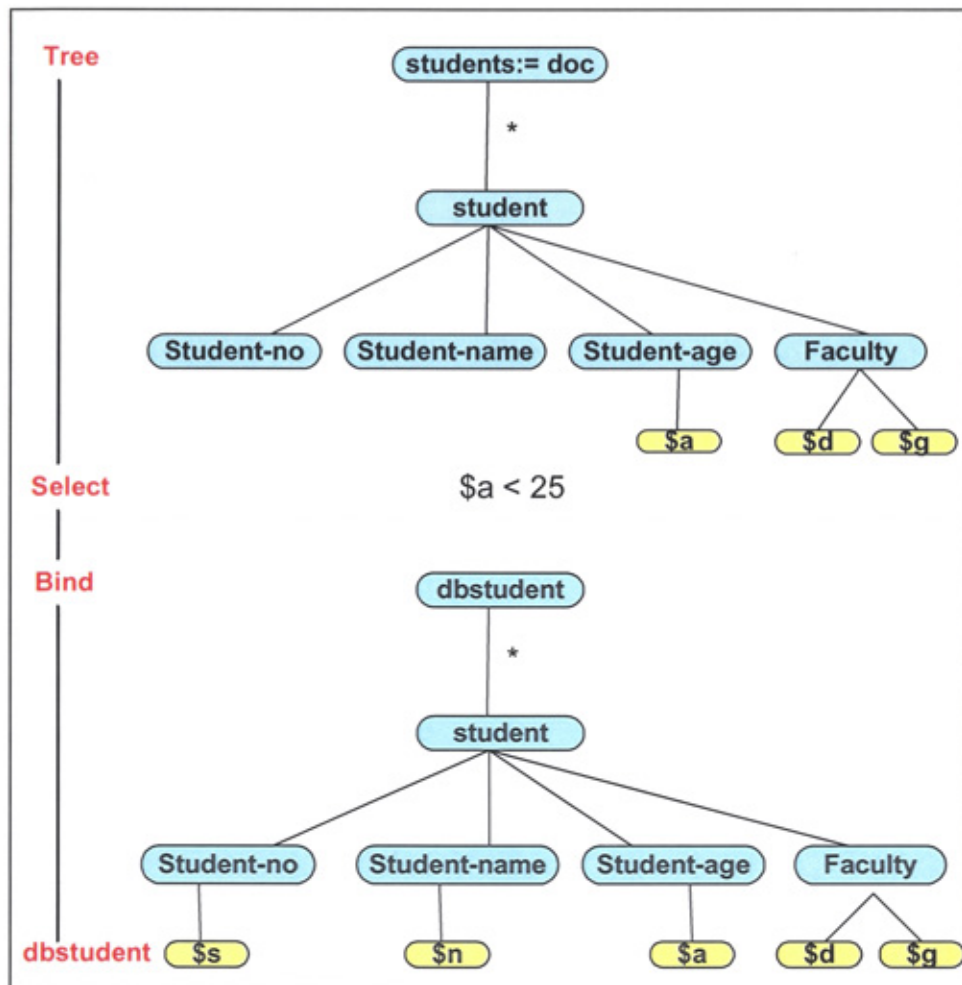 Tree
students:= doc
*
student
Student-no Student-name Student-age Faculty
$a $d $g
Select $a < 25
Bind
dbstudent
*
student
Student-no Student-name Student-age Faculty
dbstudent $s $n $a $d $g